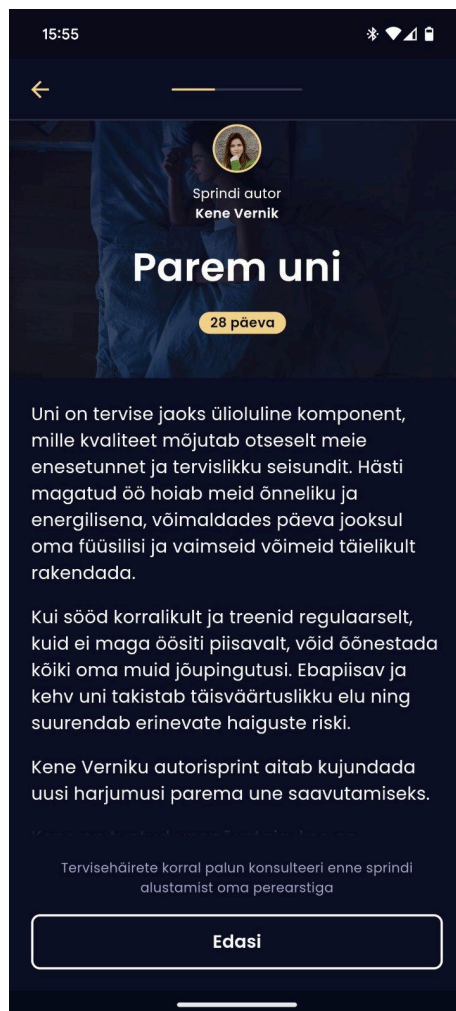 15:55
Sprindi autor
Kene Vernik
Parem uni
28 päeva
Uni on tervise jaoks ülioluline komponent,
mille kvaliteet mõjutab otseselt meie
enesetunnet ja tervislikku seisundit. Hästi
magatud öö hoiab meid õnneliku ja
energilisena, võimaldades päeva jooksul
oma füüsilisi ja vaimseid võimeid täielikult
rakendada.
Kui sööd korralikult ja treenid regulaarselt,
kuid ei maga öösiti piisavalt, võid õõnestada
kõiki oma muid jõupingutusi. Ebapiisav ja
kehv uni takistab täisväärtuslikku elu ning
suurendab erinevate haiguste riski.
Kene Verniku autorisprint aitab kujundada
uusi harjumusi parema une saavutamiseks.
Tervisehäirete korral palun konsulteeri enne sprindi
alustamist oma perearstiga
Edasi